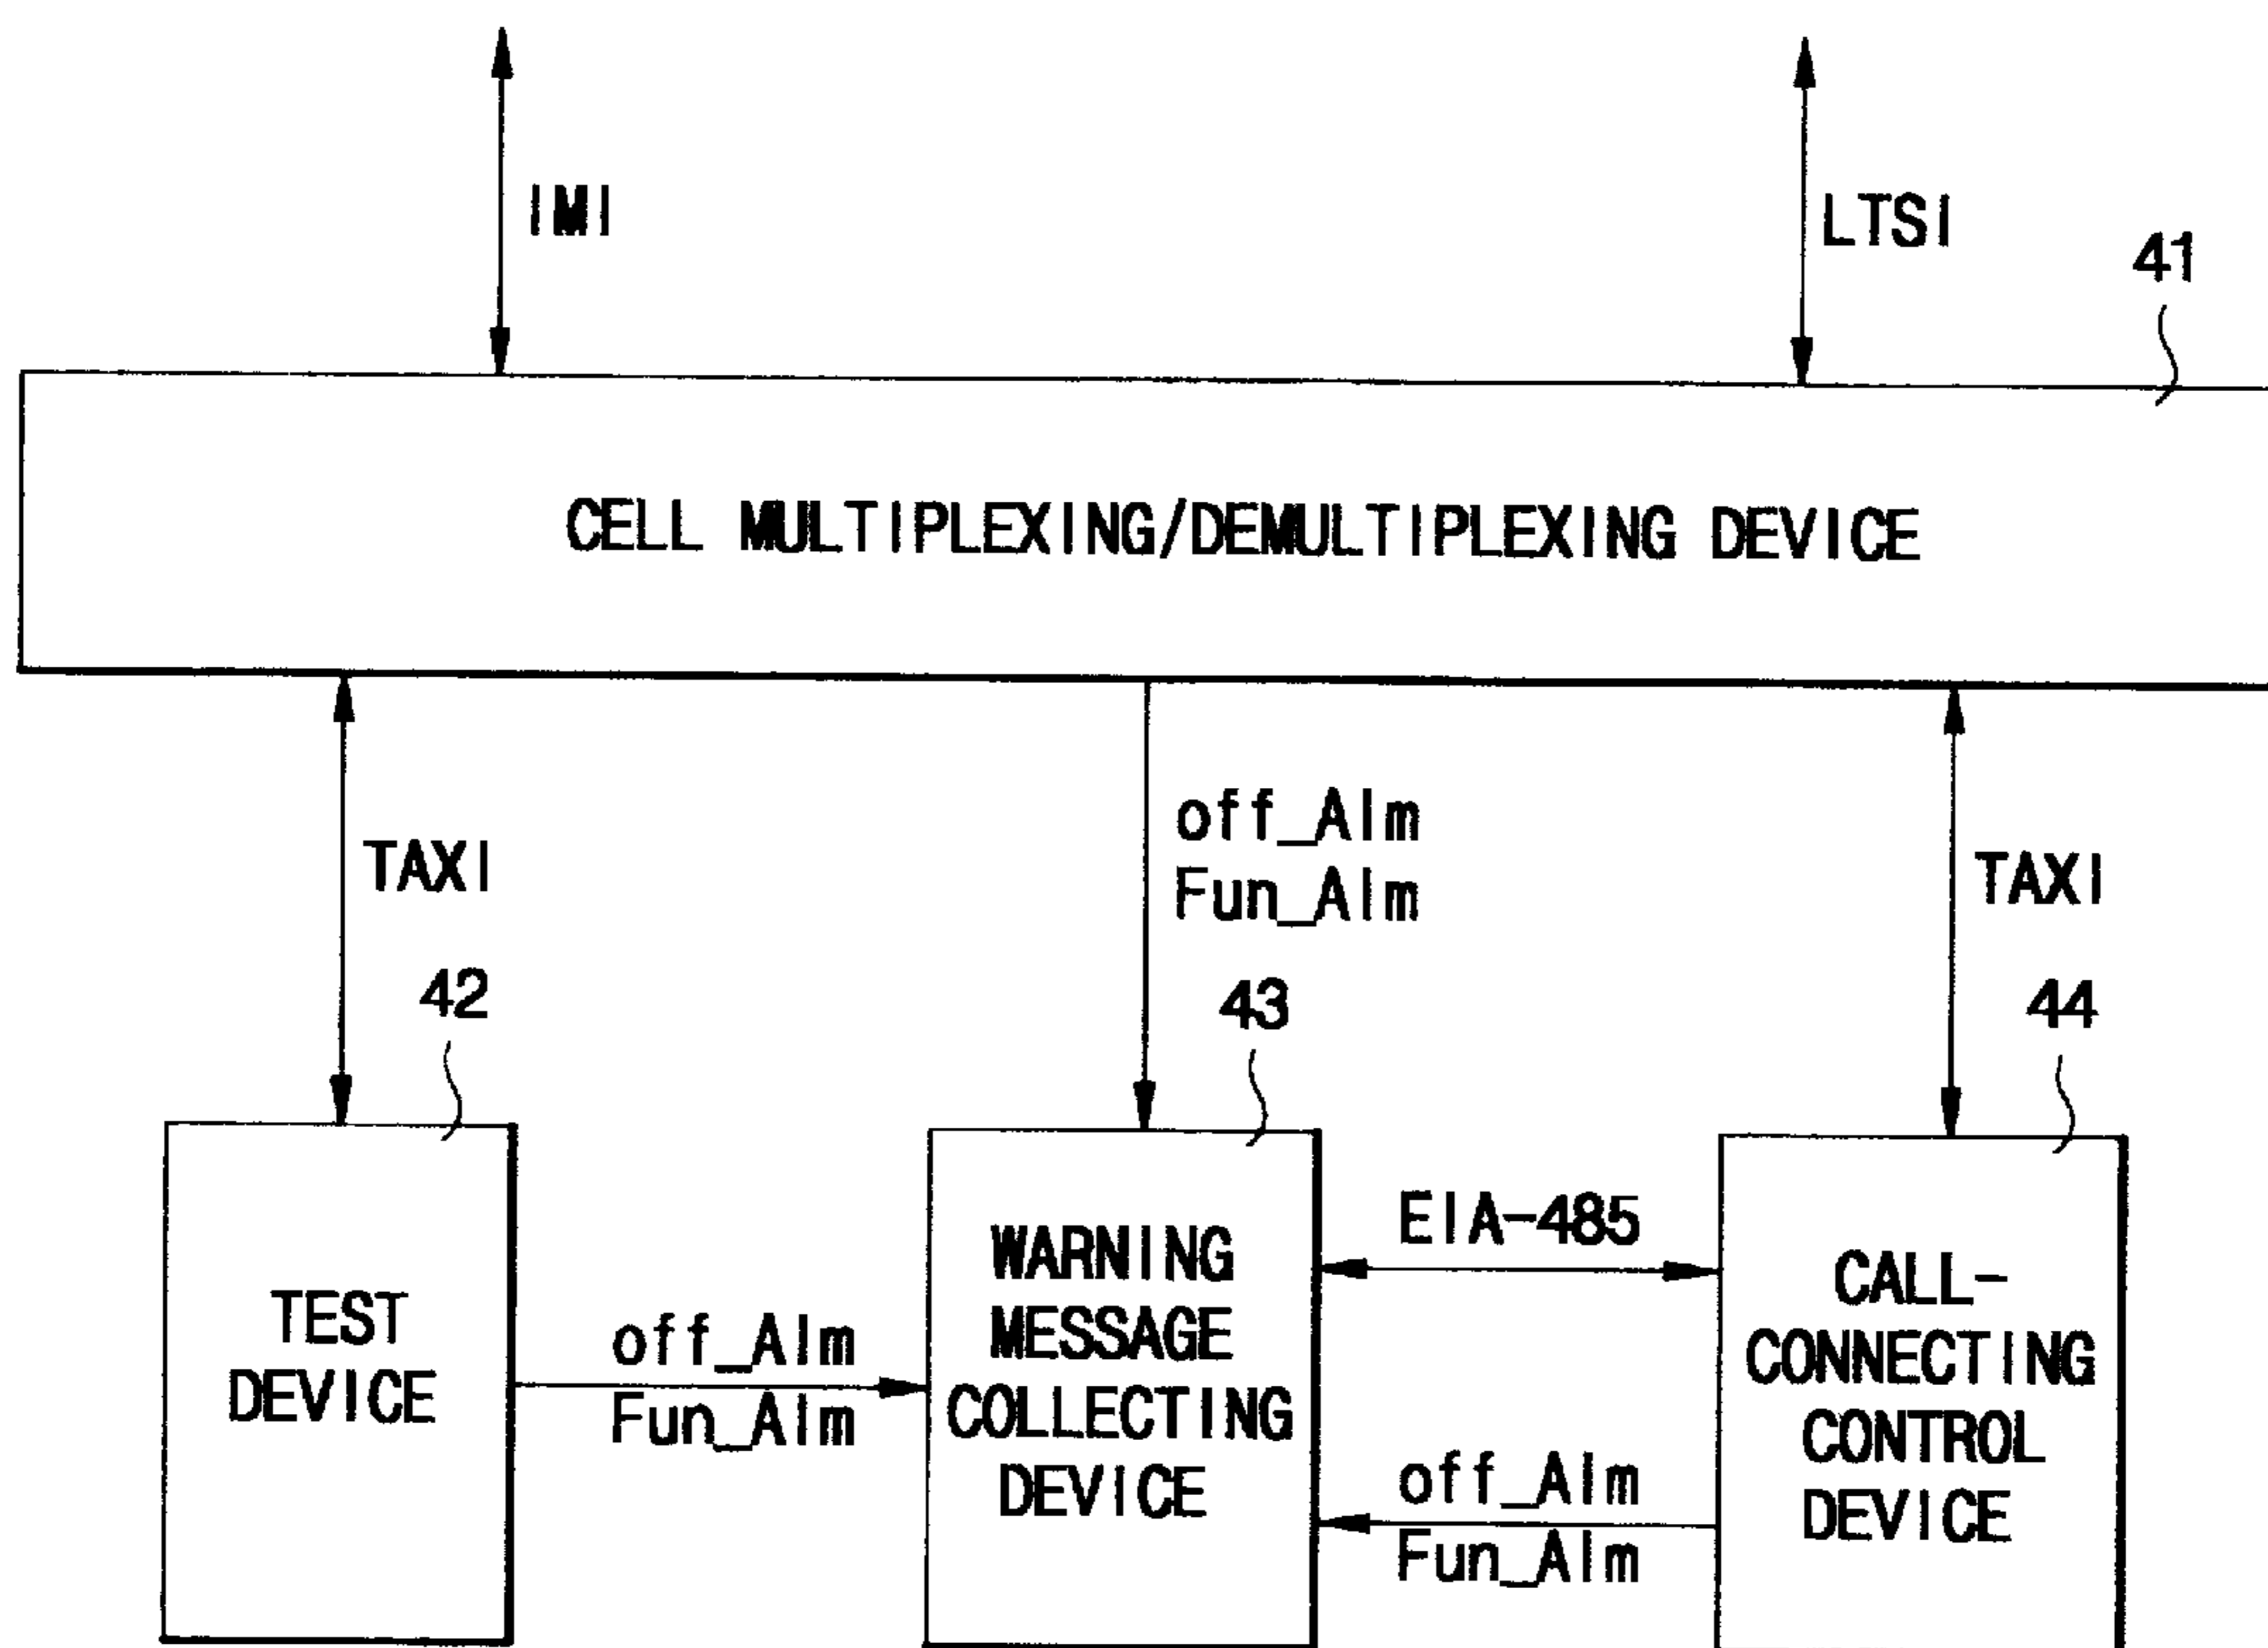 IMI
LTSI
41
CELL MULTIPLEXING/DEMULTIPLEXING DEVICE
TAXI
off_Alm
Fun_Alm
TAXI
42
43
44
TEST
DEVICE
off_Alm
Fun_Alm
WARNING
MESSAGE
COLLECTING
DEVICE
EIA-485
off_Alm
Fun_Alm
CALL-
CONNECTING
CONTROL
DEVICE